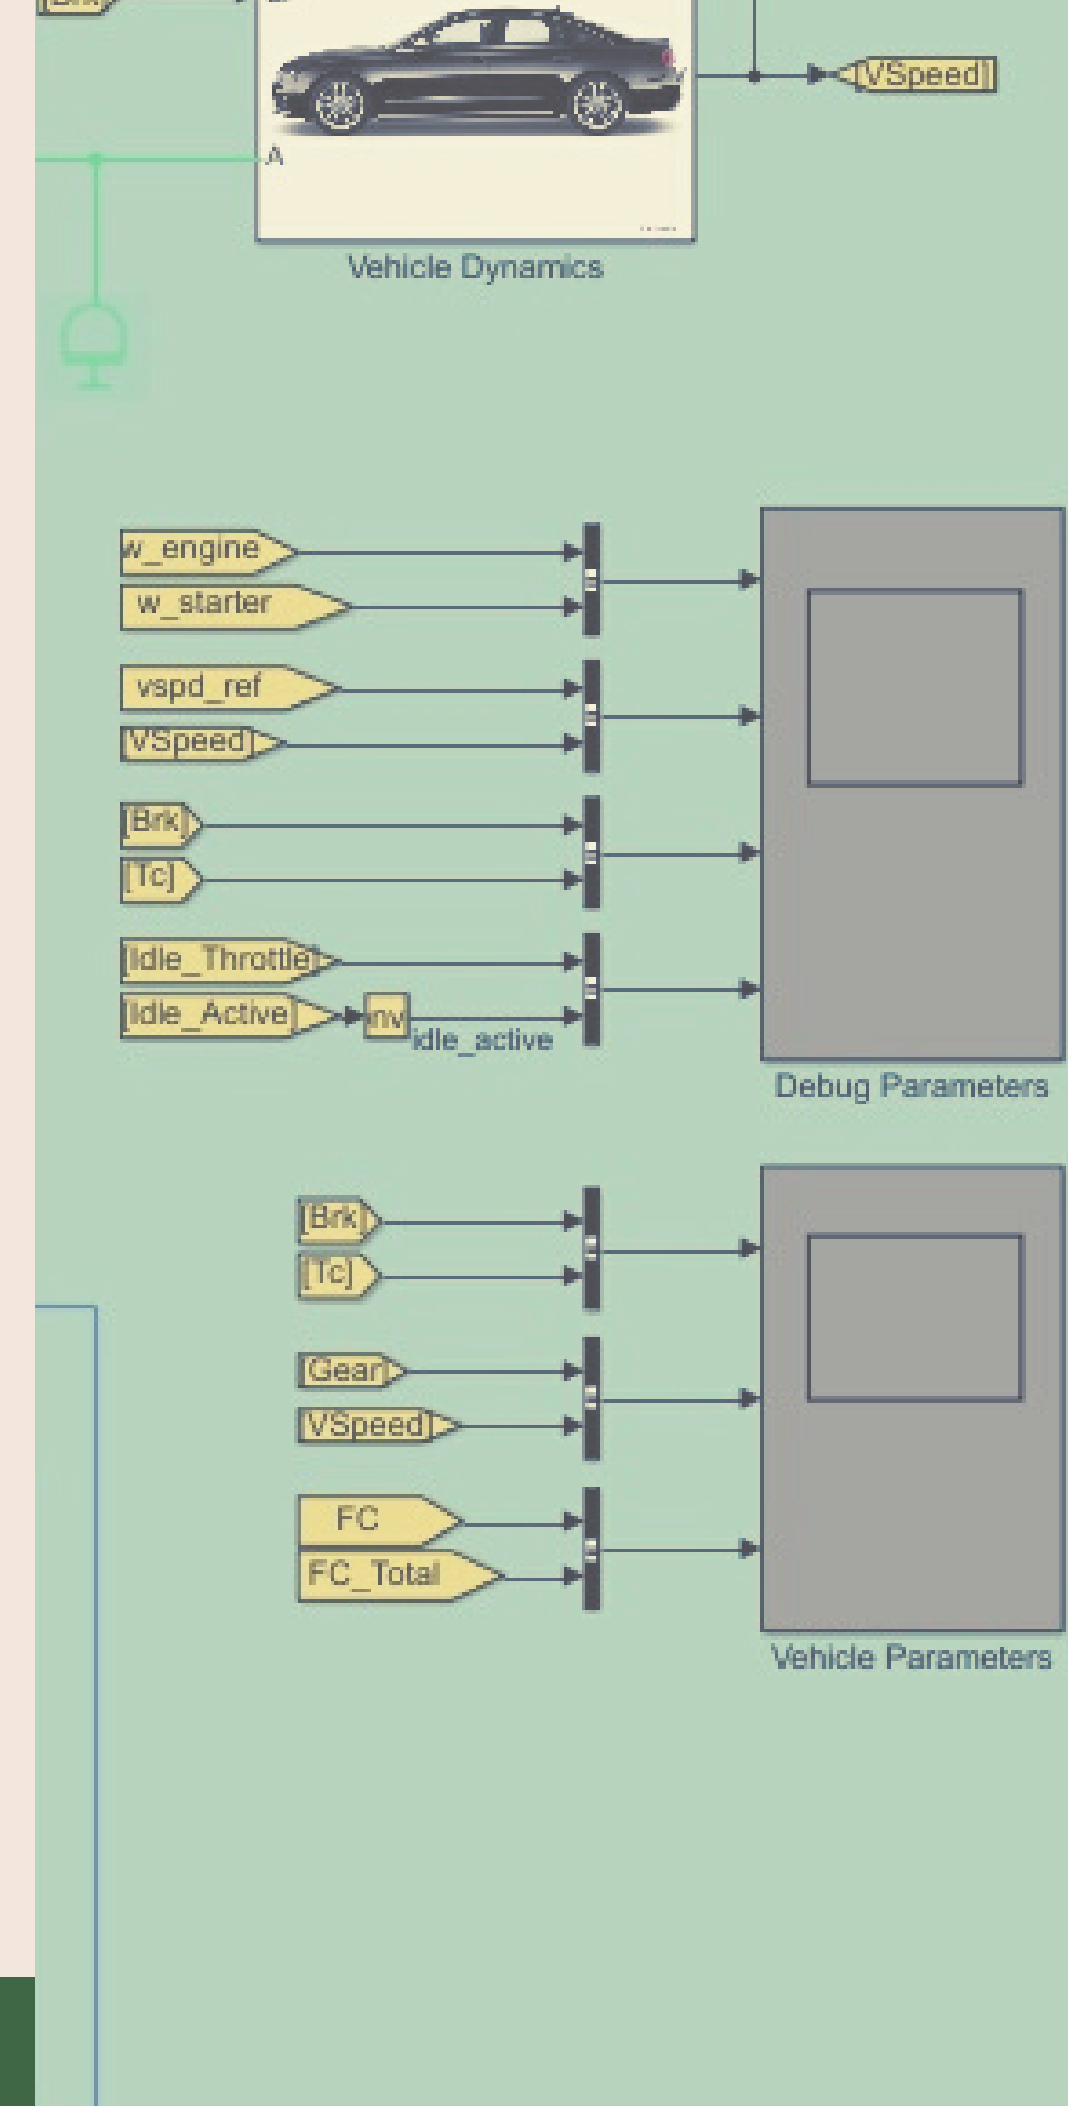 [VSpeed]
A
Vehicle Dynamics
w_engine
w_starter
vspd_ref
[VSpeed]
[Brk]
[Tc]
[Idle_Throttle]
[Idle_Active]
inv
idle_active
Debug Parameters
[Brk]
[Tc]
[Gear]
[VSpeed]
FC
FC_Total
Vehicle Parameters